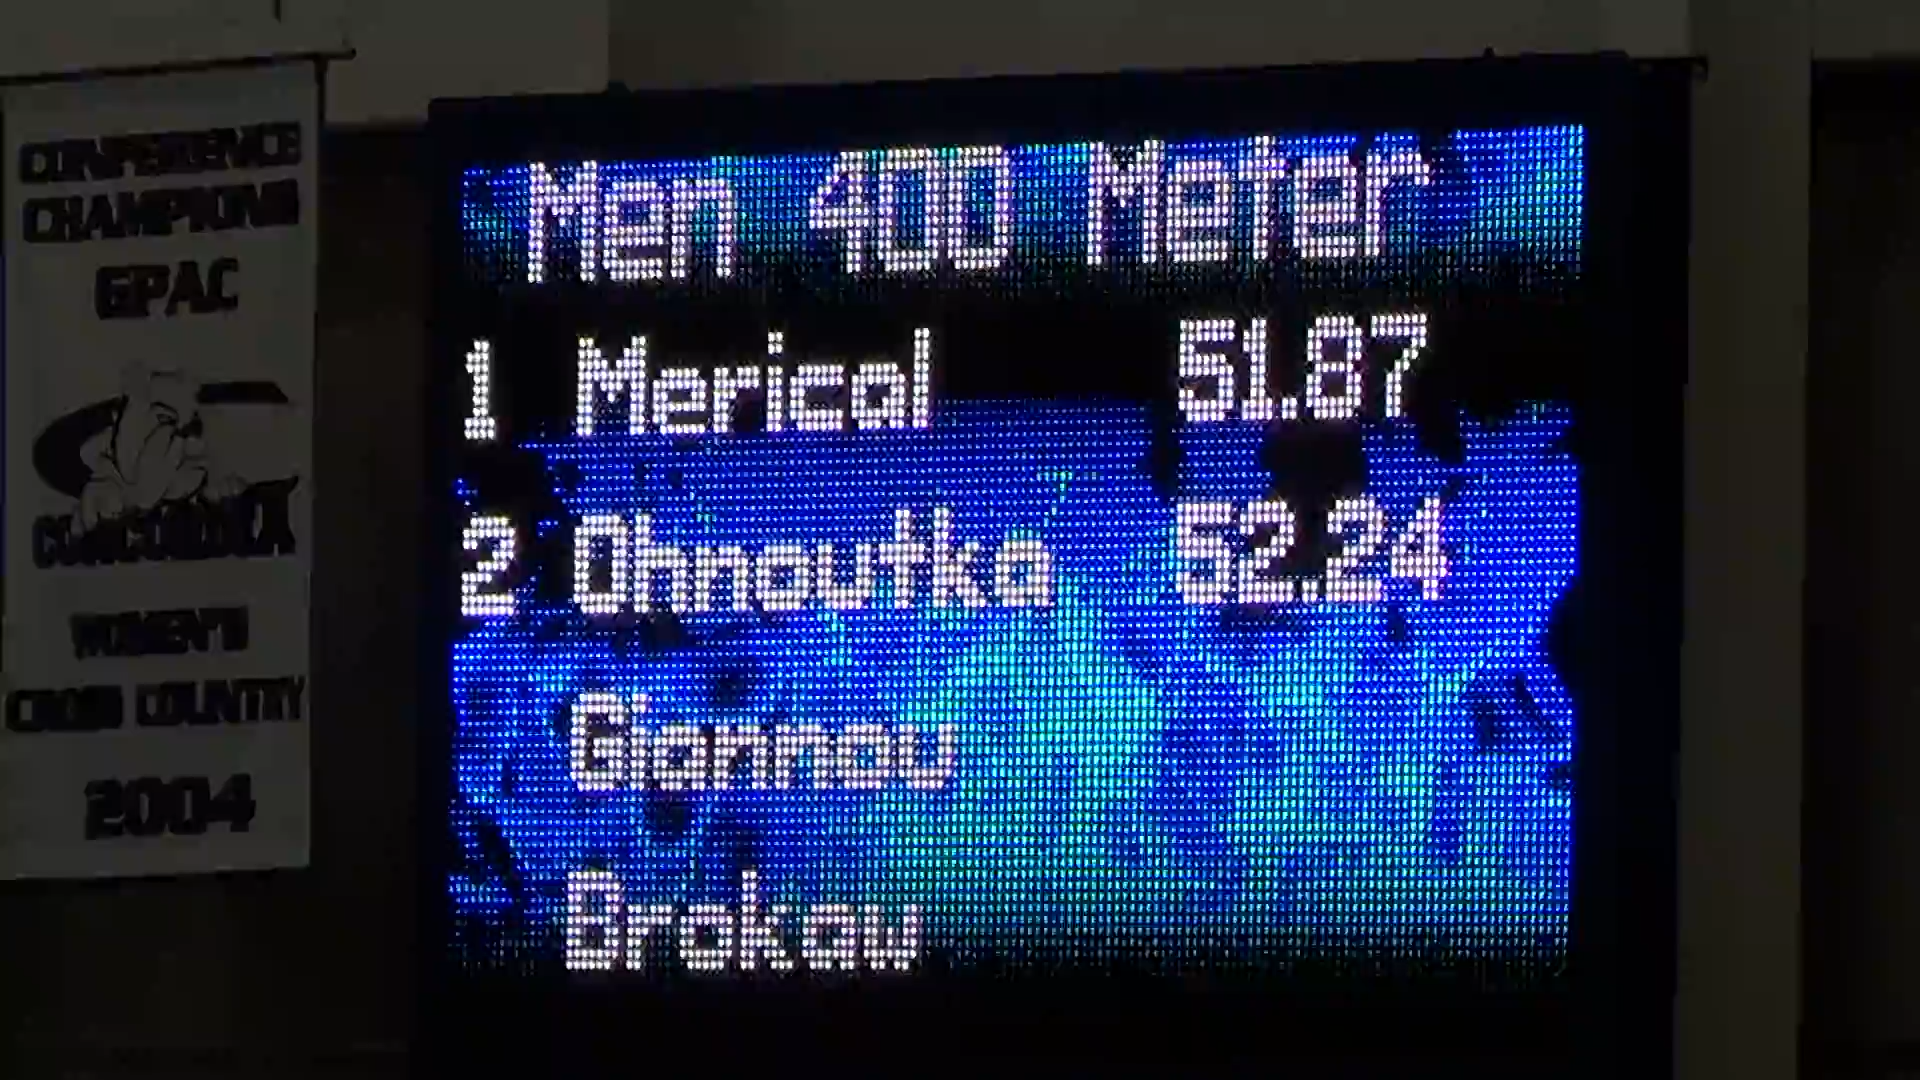 CONFERENCE
CHAMPIONS
GPAC
CONCORDIA
WOMEN'S
CROSS COUNTRY
2004
Men 400 Meter
1 Merical 51.87
2 Ohnoutka 52.24
Giannou
Brokaw